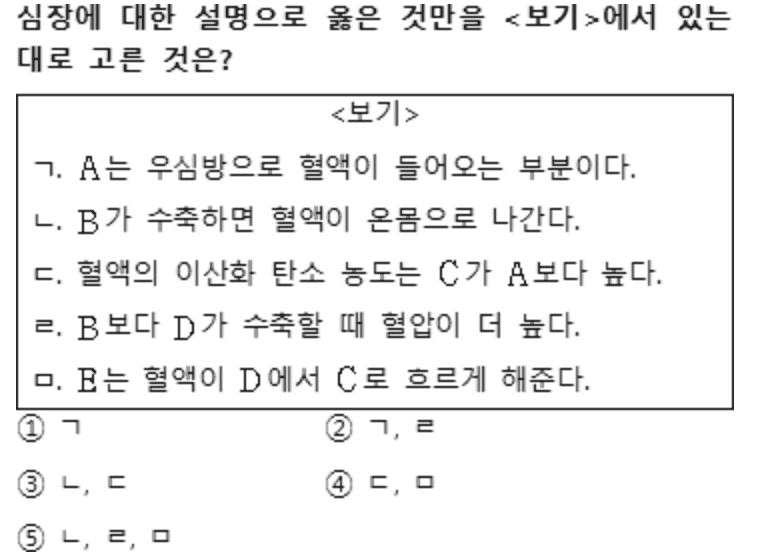 심장에 대한 설명으로 옳은 것만을 <보기>에서 있는
대로 고른 것은?
<보기>
ㄱ. A는 우심방으로 혈액이 들어오는 부분이다.
ㄴ. B가 수축하면 혈액이 온몸으로 나간다.
ㄷ. 혈액의 이산화 탄소 농도는 C가 A보다 높다.
ㄹ. B보다 D가 수축할 때 혈압이 더 높다.
ㅁ. E는 혈액이 D에서 C로 흐르게 해준다.
① ㄱ ② ㄱ, ㄹ
③ ㄴ, ㄷ ④ ㄷ, ㅁ
⑤ ㄴ, ㄹ, ㅁ